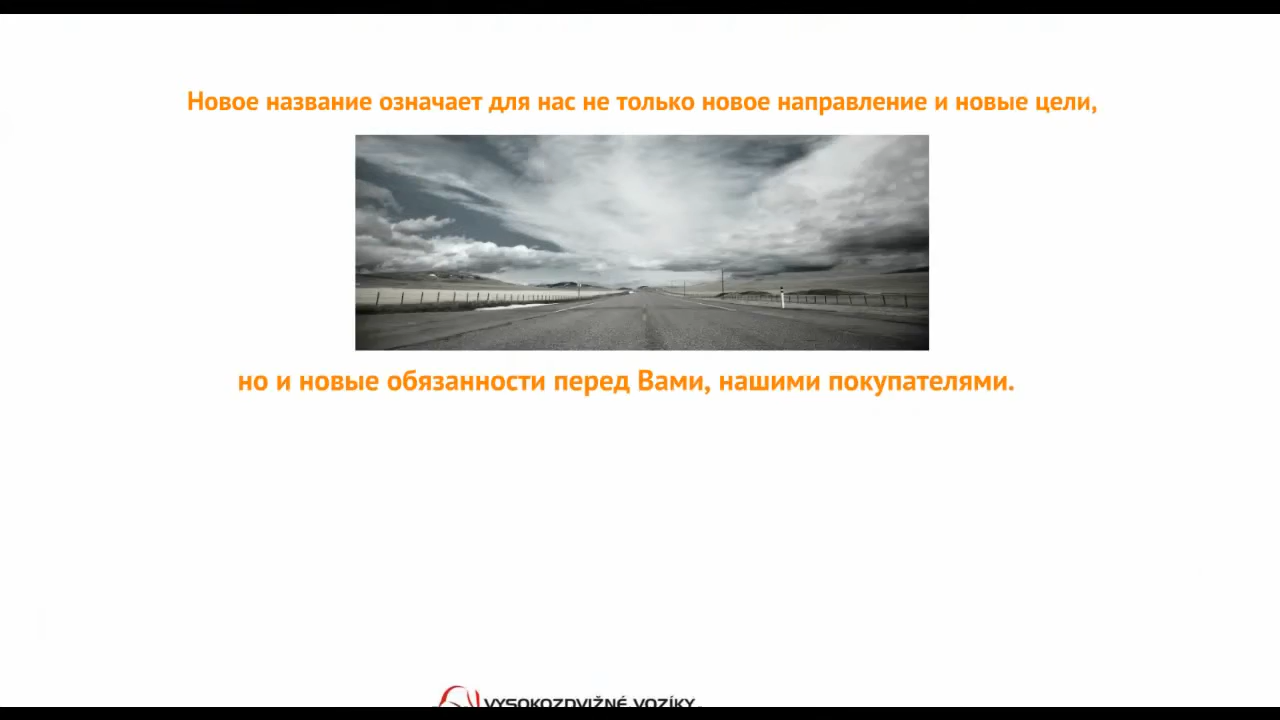 Новое название означает для нас не только новое направление и новые цели,
но и новые обязанности перед Вами, нашими покупателями.
VYSOKOZDVIŽNÉ VOZÍKY